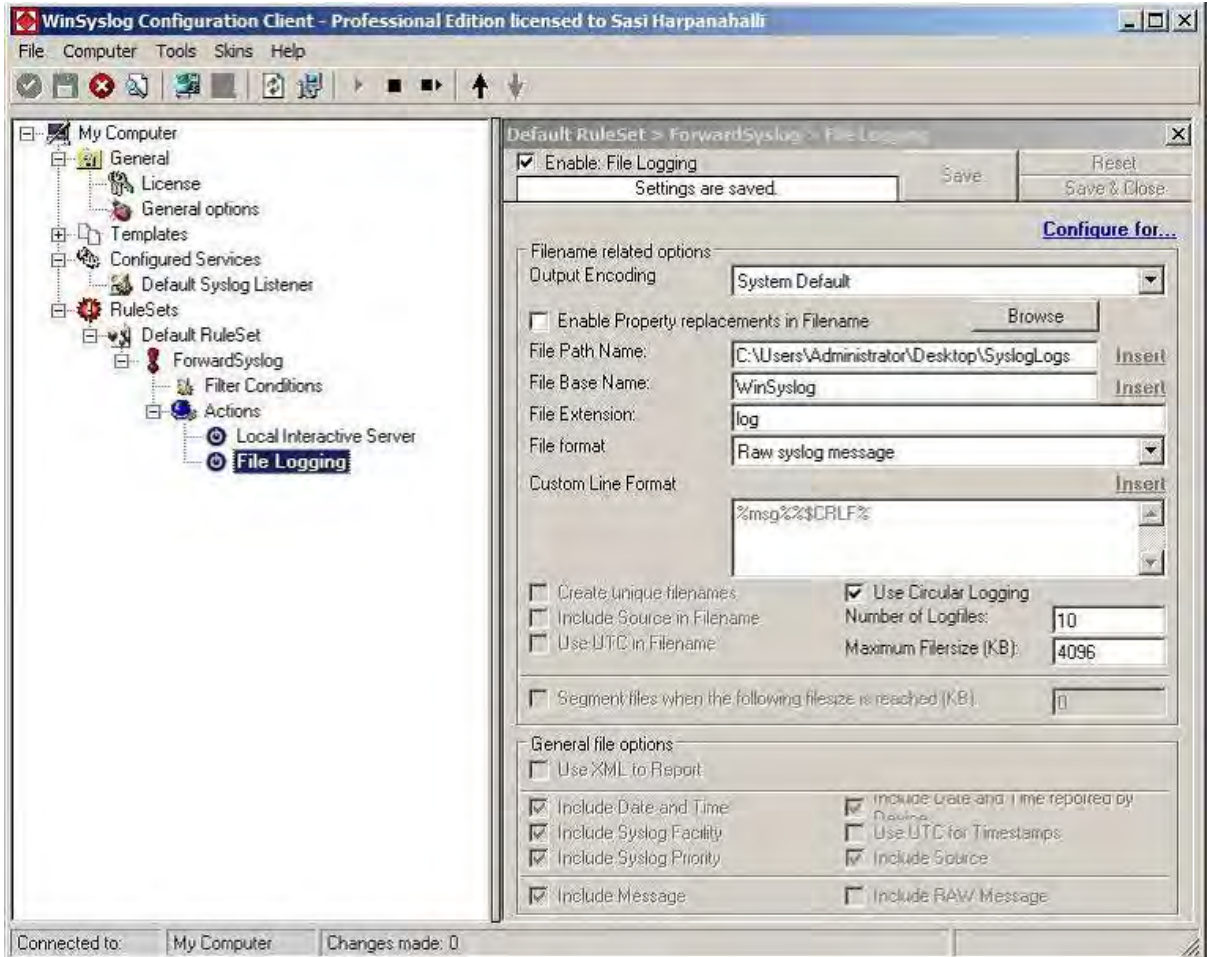 WinSyslog Configuration Client - Professional Edition licensed to Sasi Harpanahalli
File Computer Tools Skins Help
My Computer
General
License
General options
Templates
Configured Services
Default Syslog Listener
RuleSets
Default RuleSet
ForwardSyslog
Filter Conditions
Actions
Local Interactive Server
File Logging
Default RuleSet > ForwardSyslog > File Logging
Enable: File Logging
Settings are saved.
Save
Reset
Save & Close
Configure for...
Filename related options
Output Encoding
System Default
Enable Property replacements in Filename
Browse
File Path Name:
C:\Users\Administrator\Desktop\SyslogLogs
Insert
File Base Name:
WinSyslog
Insert
File Extension:
log
File format
Raw syslog message
Custom Line Format
Insert
%msg%%$CRLF%
Create unique filenames
Use Circular Logging
Include Source in Filename
Number of Logfiles:
10
Use UTC in Filename
Maximum Filersize (KB):
4096
Segment files when the following filesize is reached (KB)
0
General file options
Use XML to Report
Include Date and Time
Include Date and Time reported by
Device
Include Syslog Facility
Use UTC for Timestamps
Include Syslog Priority
Include Source
Include Message
Include RAW Message
Connected to:
My Computer
Changes made: 0